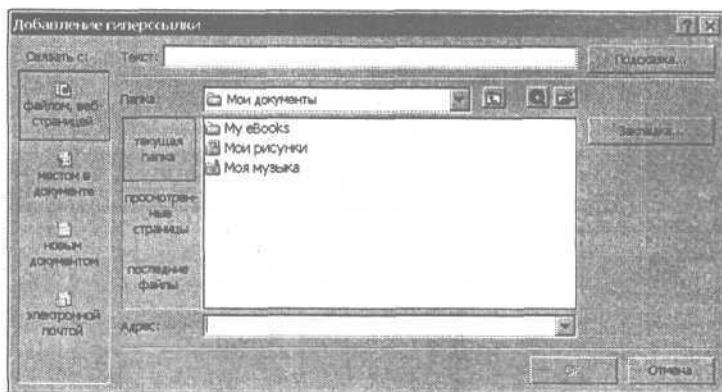 Добавление гиперссылки
Связать с:
Текст:
Подсказка...
файлом, веб-
страницей
Папка:
Мои документы
Закладка...
текущая
папка
My eBooks
Мои рисунки
Моя музыка
местом в
документе
просмотрен-
ные
страницы
новым
документом
последние
файлы
электронной
почтой
Адрес:
ОК
Отмена